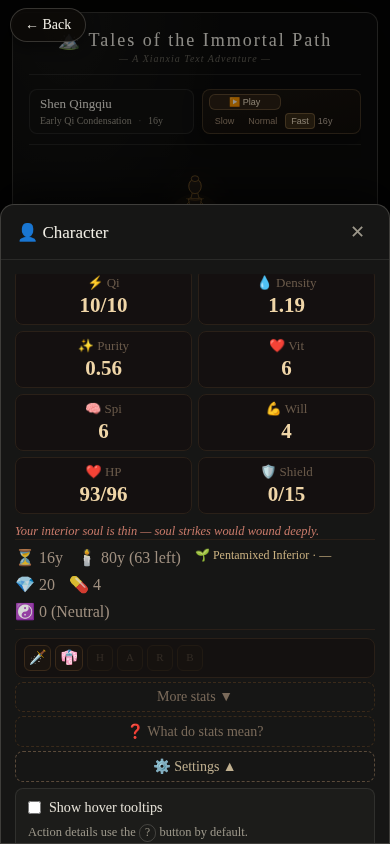 ← Back
Tales of the Immortal Path
— A Xianxia Text Adventure —
Shen Qingqiu
Early Qi Condensation · 16y
▶️ Play
Slow Normal Fast 16y
👤 Character ✕
⚡ Qi
10/10
💧 Density
1.19
✨ Purity
0.56
❤️ Vit
6
🧠 Spi
6
💪 Will
4
❤️ HP
93/96
🛡️ Shield
0/15
Your interior soul is thin — soul strikes would wound deeply.
⏳ 16y 🕯️ 80y (63 left) 🌱 Pentamixed Inferior · —
💎 20 💊 4
☯️ 0 (Neutral)
🗡️ 👘 H A R B
More stats ▼
❓ What do stats mean?
⚙️ Settings ▲
Show hover tooltips
Action details use the ? button by default.